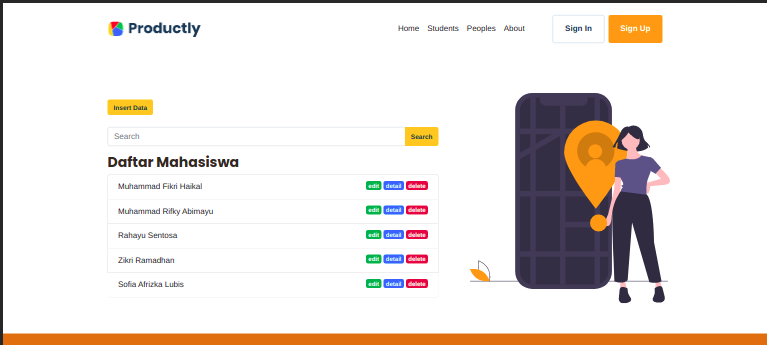 Productly
Home Students Peoples About Sign In Sign Up
Insert Data
Search Search
Daftar Mahasiswa
Muhammad Fikri Haikal edit detail delete
Muhammad Rifky Abimayu edit detail delete
Rahayu Sentosa edit detail delete
Zikri Ramadhan edit detail delete
Sofia Afrizka Lubis edit detail delete